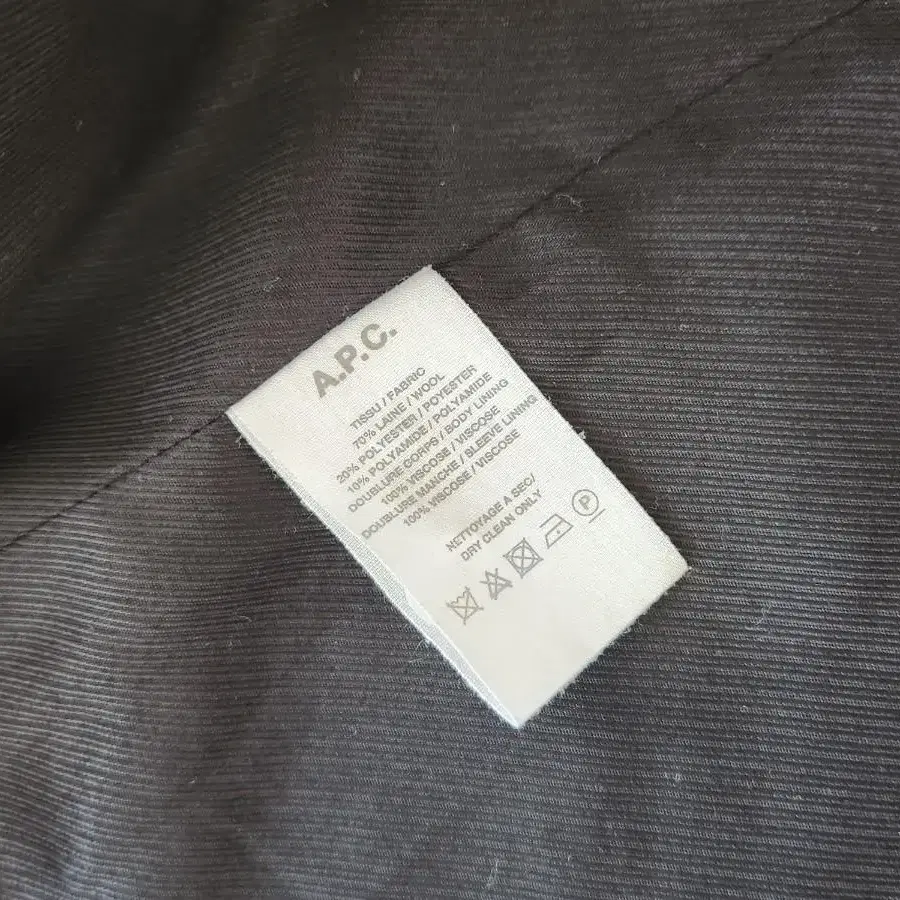 A.P.C.
TISSU / FABRIC
70% LAINE / WOOL
20% POLYESTER / POYESTER
10% POLYAMIDE / POLYAMIDE
DOUBLURE CORPS / BODY LINING
100% VISCOSE / VISCOSE
DOUBLURE MANCHE / SLEEVE LINING
100% VISCOSE / VISCOSE
NETTOYAGE A SEC/
DRY CLEAN ONLY
P